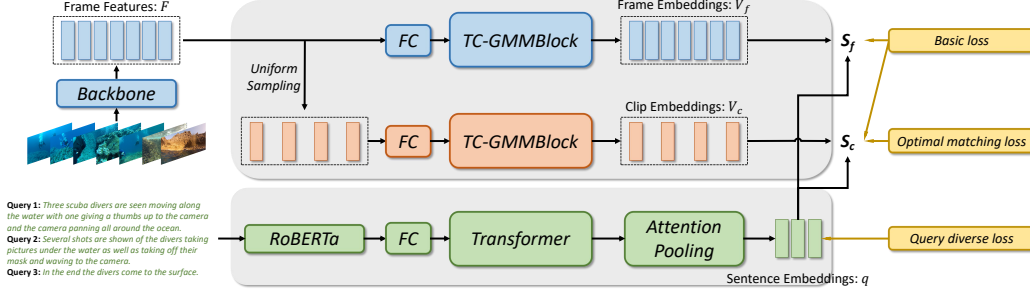 Frame Features: F
Frame Embeddings: V_f
FC
TC-GMMBlock
S_f
Basic loss
Uniform
Sampling
Backbone
Clip Embeddings: V_c
FC
TC-GMMBlock
S_c
Optimal matching loss
Query 1: Three scuba divers are seen moving along
the water with one giving a thumbs up to the camera
and the camera panning all around the ocean.
Query 2: Several shots are shown of the divers taking
pictures under the water as well as taking off their
mask and waving to the camera.
Query 3: In the end the divers come to the surface.
RoBERTa
FC
Transformer
Attention
Pooling
Query diverse loss
Sentence Embeddings: q